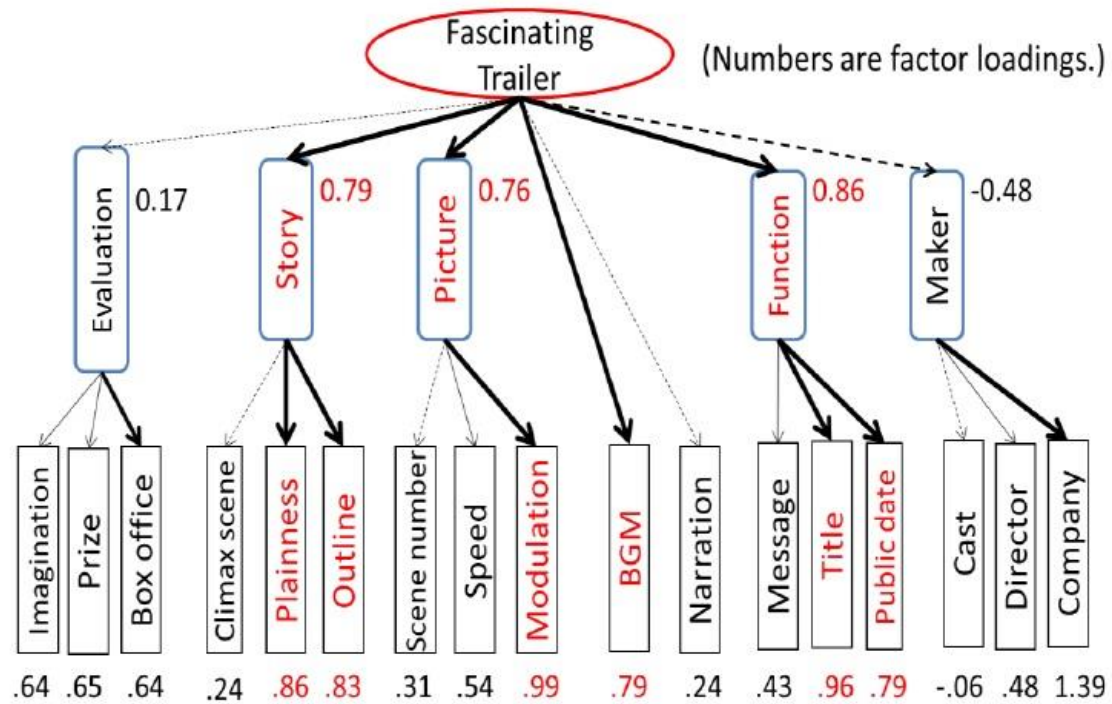 Fascinating
Trailer
(Numbers are factor loadings.)
Evaluation
0.17
Story
0.79
Picture
0.76
Function
0.86
Maker
-0.48
Imagination
Prize
Box office
Climax scene
Plainness
Outline
Scene number
Speed
Modulation
BGM
Narration
Message
Title
Public date
Cast
Director
Company
.64 .65 .64 .24 .86 .83 .31 .54 .99 .79 .24 .43 .96 .79 -.06 .48 1.39